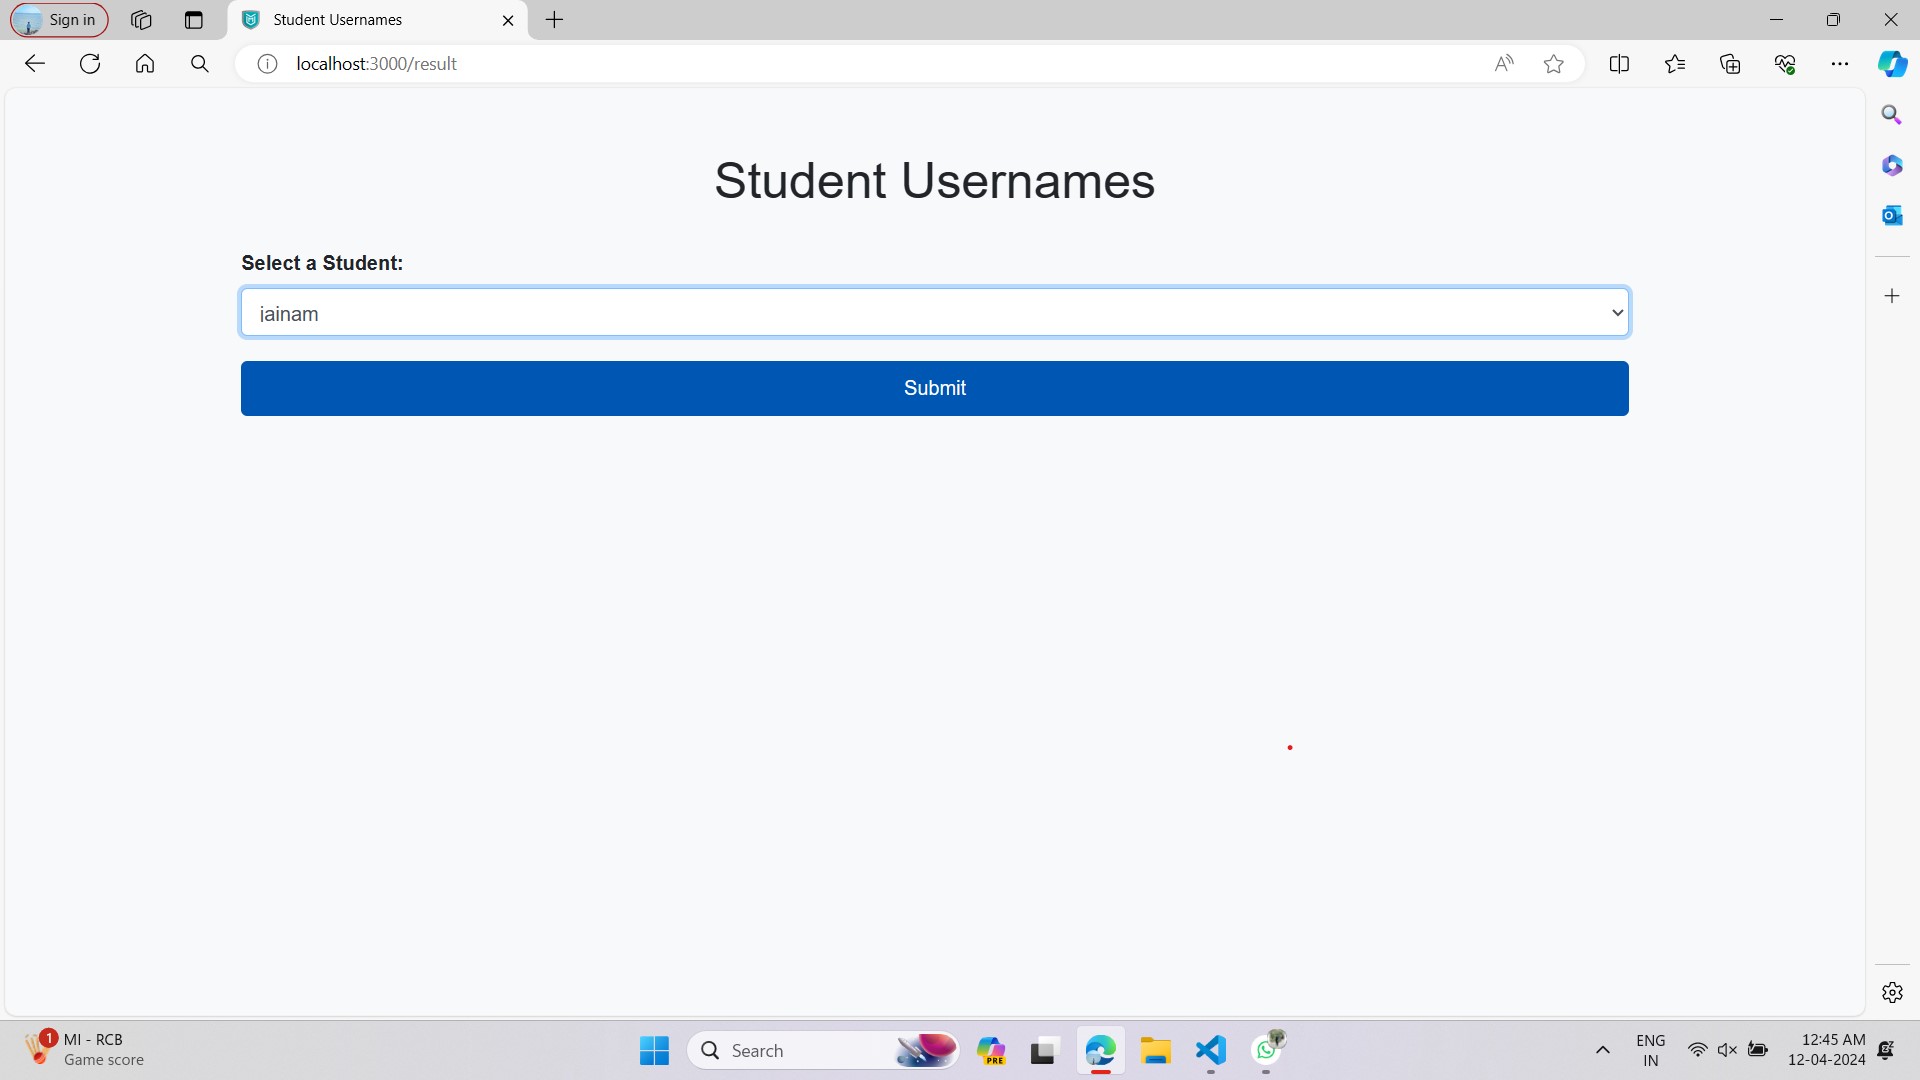 Sign in
Student Usernames
localhost:3000/result
Student Usernames
Select a Student:
jainam
Submit
1
MI - RCB
Game score
Search
PRE
ENG
IN
12:45 AM
12-04-2024